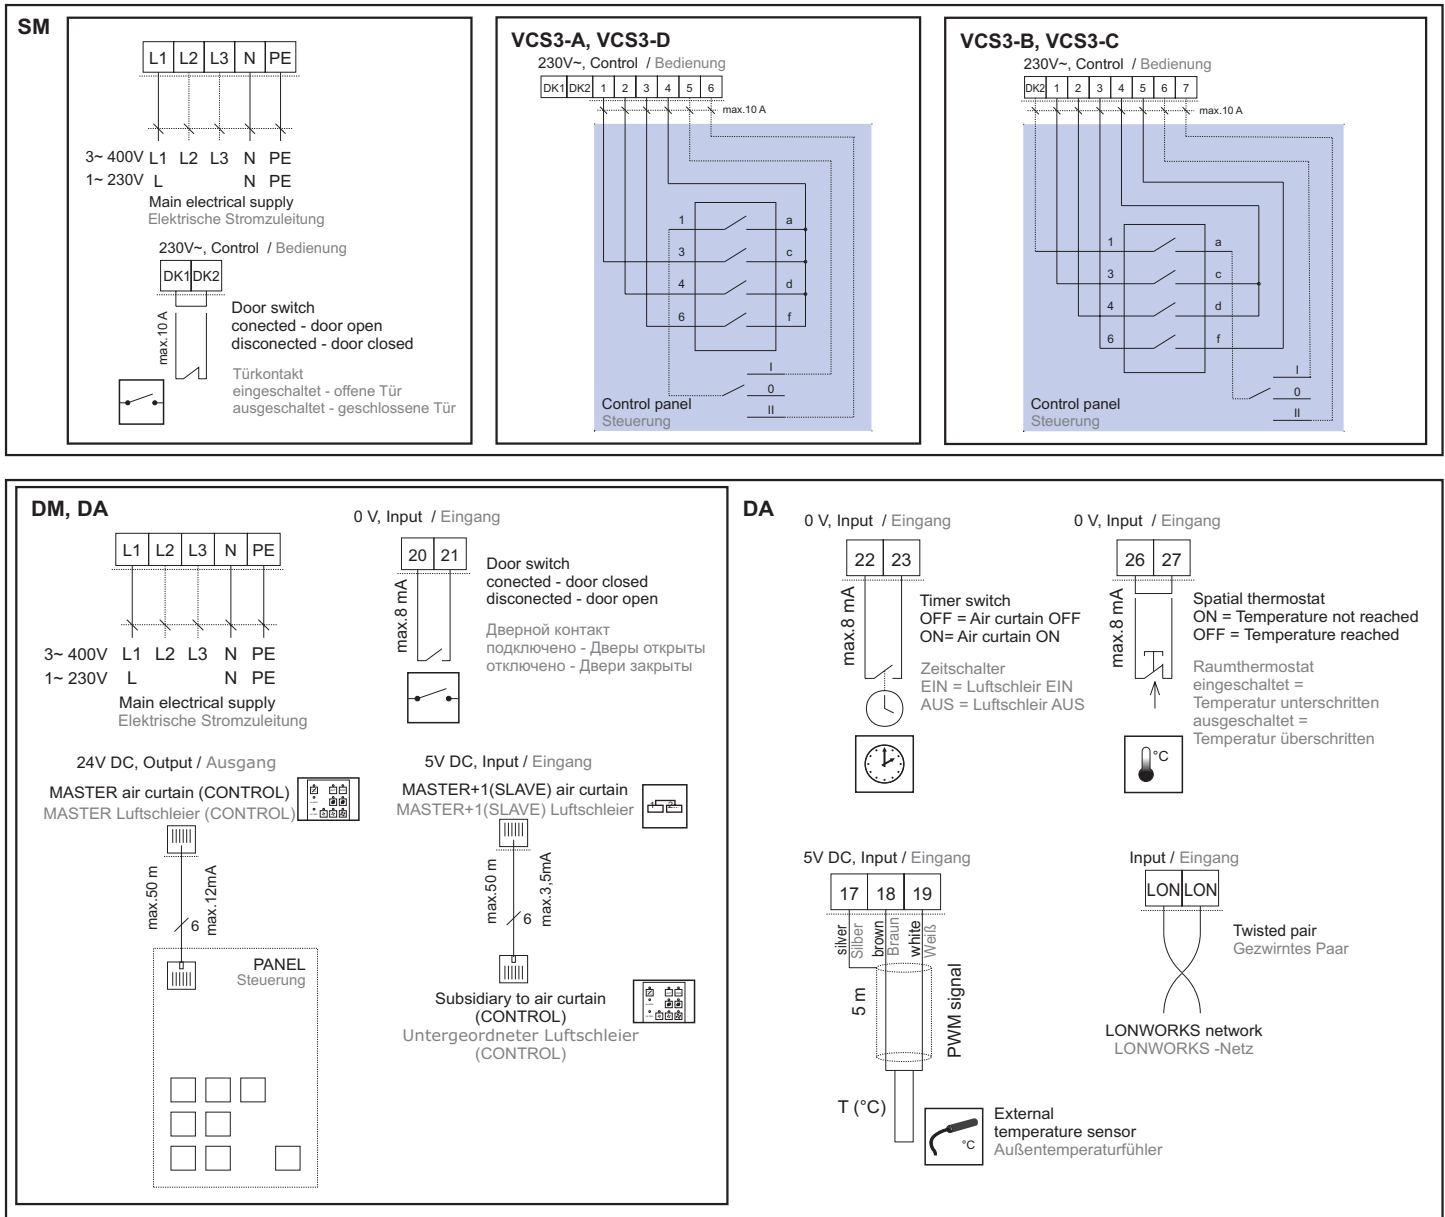 SM
L1 L2 L3 N PE
3~ 400V L1 L2 L3 N PE
1~ 230V L N PE
Main electrical supply
Elektrische Stromzuleitung
230V~, Control / Bedienung
DK1 DK2
max.10 A
Door switch
conected - door open
disconected - door closed
Türkontakt
eingeschaltet - offene Tür
ausgeschaltet - geschlossene Tür
VCS3-A, VCS3-D
230V~, Control / Bedienung
DK1 DK2 1 2 3 4 5 6
max.10 A
1 a
3 c
4 d
6 f
I
0
II
Control panel
Steuerung
VCS3-B, VCS3-C
230V~, Control / Bedienung
DK2 1 2 3 4 5 6 7
max.10 A
1 a
3 c
4 d
6 f
I
0
II
Control panel
Steuerung
DM, DA
L1 L2 L3 N PE
3~ 400V L1 L2 L3 N PE
1~ 230V L N PE
Main electrical supply
Elektrische Stromzuleitung
0 V, Input / Eingang
20 21
max.8 mA
Door switch
conected - door closed
disconected - door open
Дверной контакт
подключено - Дверы открыты
отключено - Двери закрыты
24V DC, Output / Ausgang
MASTER air curtain (CONTROL)
MASTER Luftschleier (CONTROL)
max.50 m
max.12mA
6
PANEL
Steuerung
5V DC, Input / Eingang
MASTER+1(SLAVE) air curtain
MASTER+1(SLAVE) Luftschleier
max.50 m
max.3,5mA
6
Subsidiary to air curtain
(CONTROL)
Untergeordneter Luftschleier
(CONTROL)
DA
0 V, Input / Eingang
22 23
max.8 mA
Timer switch
OFF = Air curtain OFF
ON= Air curtain ON
Zeitschalter
EIN = Luftschleir EIN
AUS = Luftschleir AUS
0 V, Input / Eingang
26 27
max.8 mA
Spatial thermostat
ON = Temperature not reached
OFF = Temperature reached
Raumthermostat
eingeschaltet =
Temperatur unterschritten
ausgeschaltet =
Temperatur überschritten
°C
5V DC, Input / Eingang
17 18 19
silver
Silber
brown
Braun
white
Weiß
5 m
PWM signal
T (°C)
°C
External
temperature sensor
Außentemperaturfühler
Input / Eingang
LON LON
Twisted pair
Gezwirntes Paar
LONWORKS network
LONWORKS -Netz